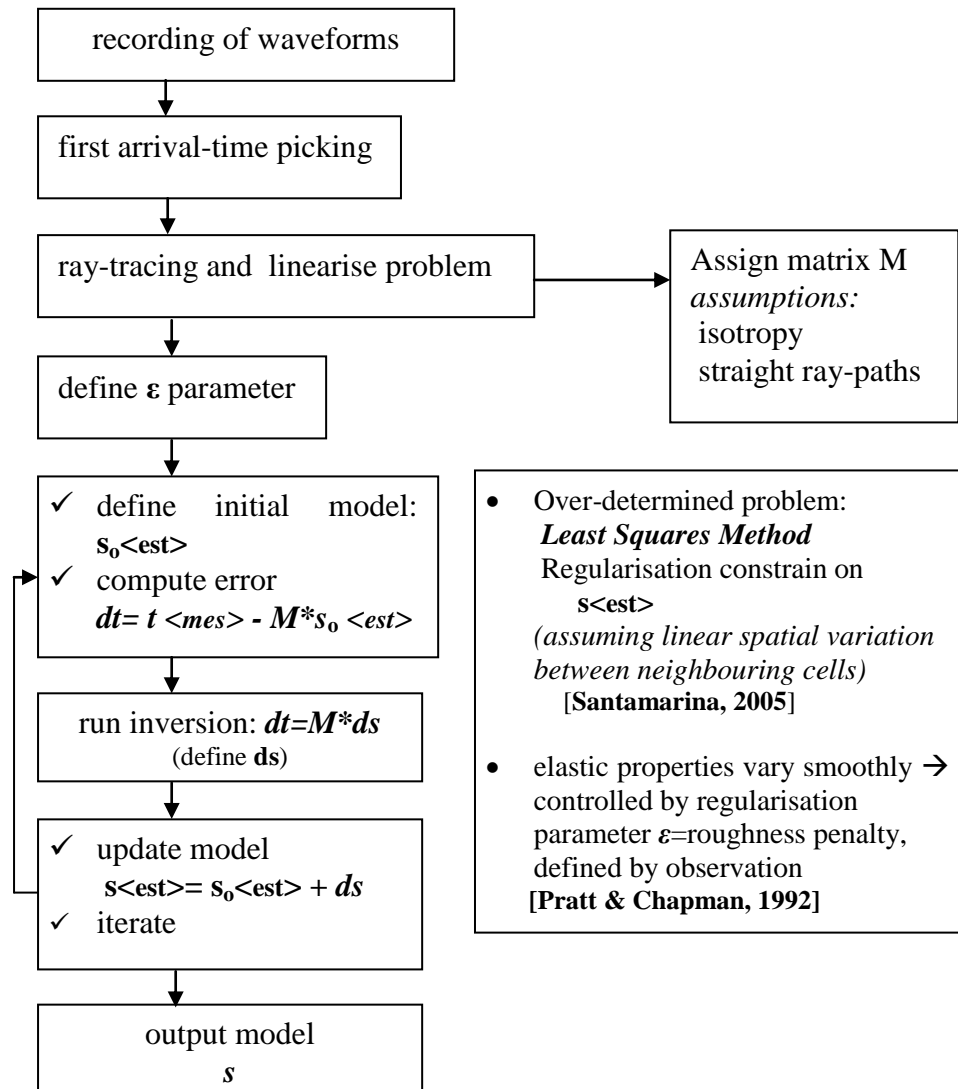 recording of waveforms
first arrival-time picking
ray-tracing and linearise problem
Assign matrix M
assumptions:
isotropy
straight ray-paths
define ε parameter
✓ define initial model:
s₀<est>
✓ compute error
dt= t <mes> - M*s₀ <est>
run inversion: dt=M*ds
(define ds)
✓ update model
s<est>= s₀<est> + ds
✓ iterate
output model
s
• Over-determined problem:
Least Squares Method
Regularisation constrain on
s<est>
(assuming linear spatial variation
between neighbouring cells)
[Santamarina, 2005]
• elastic properties vary smoothly →
controlled by regularisation
parameter ε=roughness penalty,
defined by observation
[Pratt & Chapman, 1992]